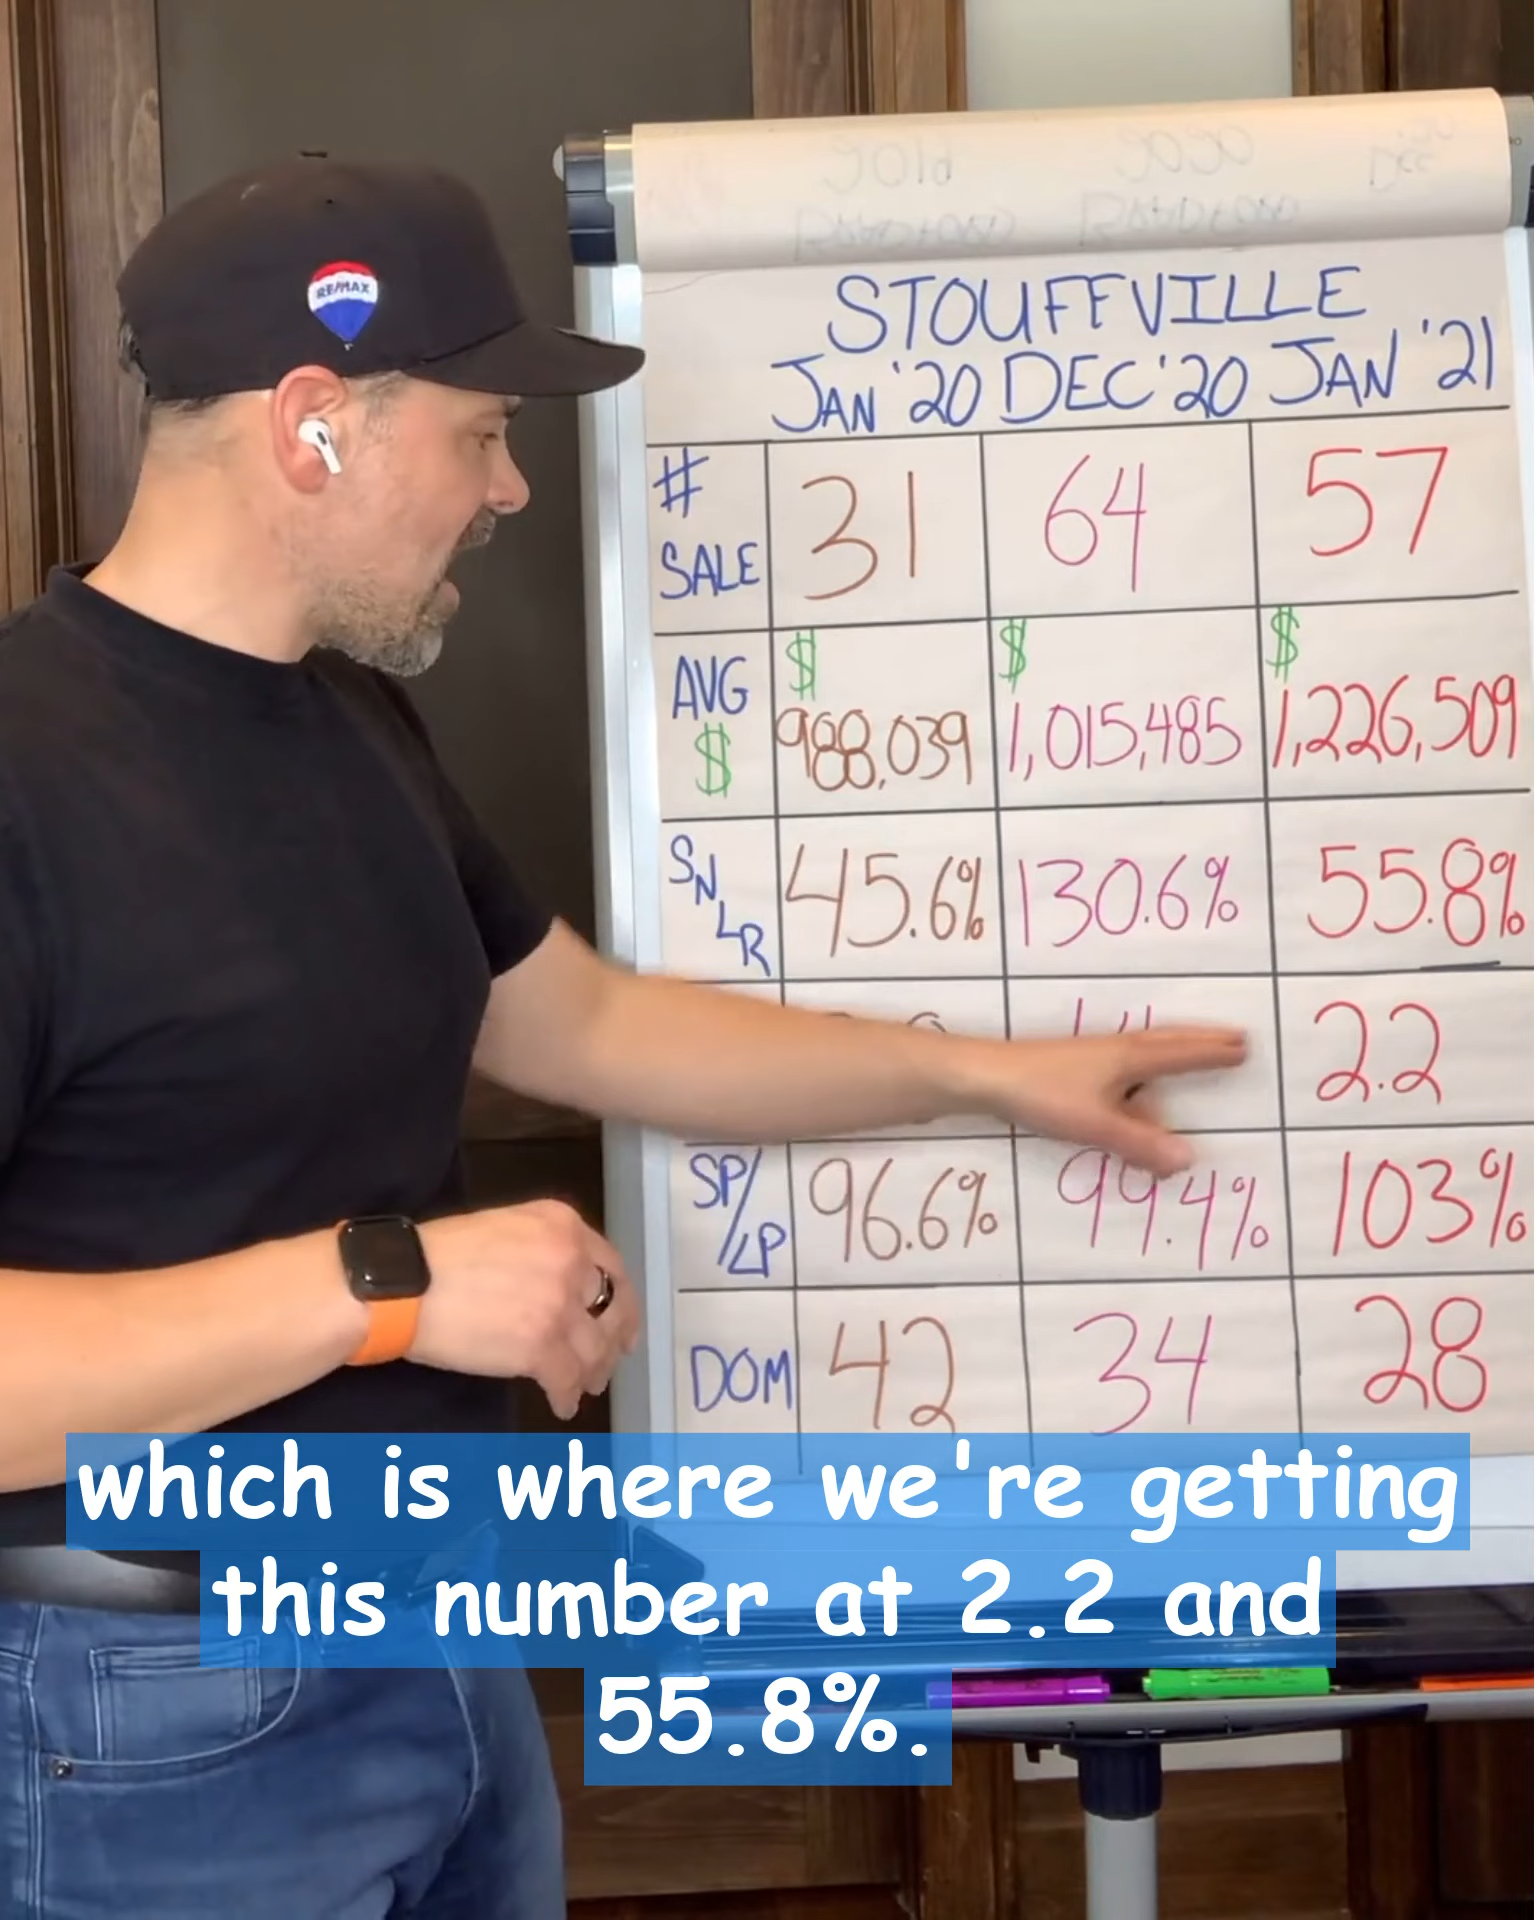 RE/MAX
STOUFFVILLE
JAN '20 DEC '20 JAN '21
# SALE 31 64 57
AVG $ $ 988,039 $ 1,015,485 $ 1,226,509
SNLR 45.6% 130.6% 55.8%
2.2
SP/LP 96.6% 99.4% 103%
DOM 42 34 28
which is where we're getting
this number at 2.2 and
55.8%.